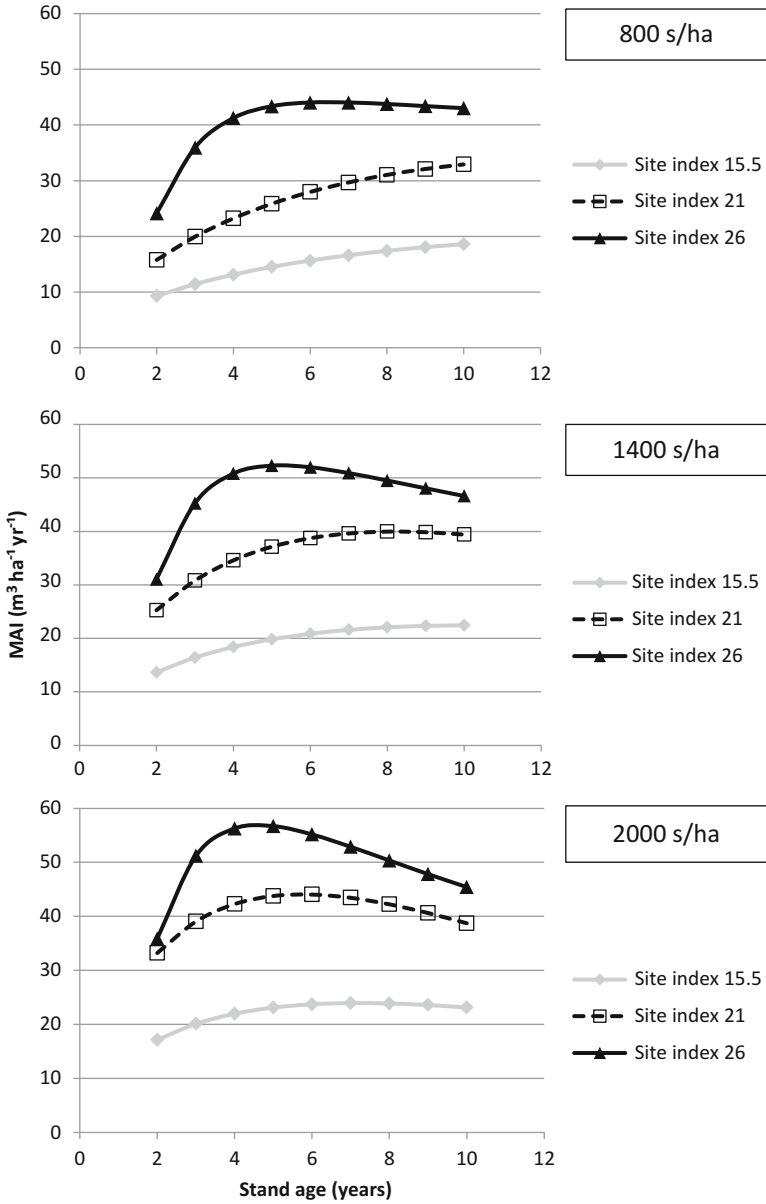 60
50
40
30
20
10
0
0 2 4 6 8 10 12
800 s/ha
Site index 15.5
Site index 21
Site index 26
60
50
40
30
20
10
0
0 2 4 6 8 10 12
1400 s/ha
Site index 15.5
Site index 21
Site index 26
MAI (m³ ha⁻¹ yr⁻¹)
60
50
40
30
20
10
0
0 2 4 6 8 10 12
2000 s/ha
Site index 15.5
Site index 21
Site index 26
Stand age (years)